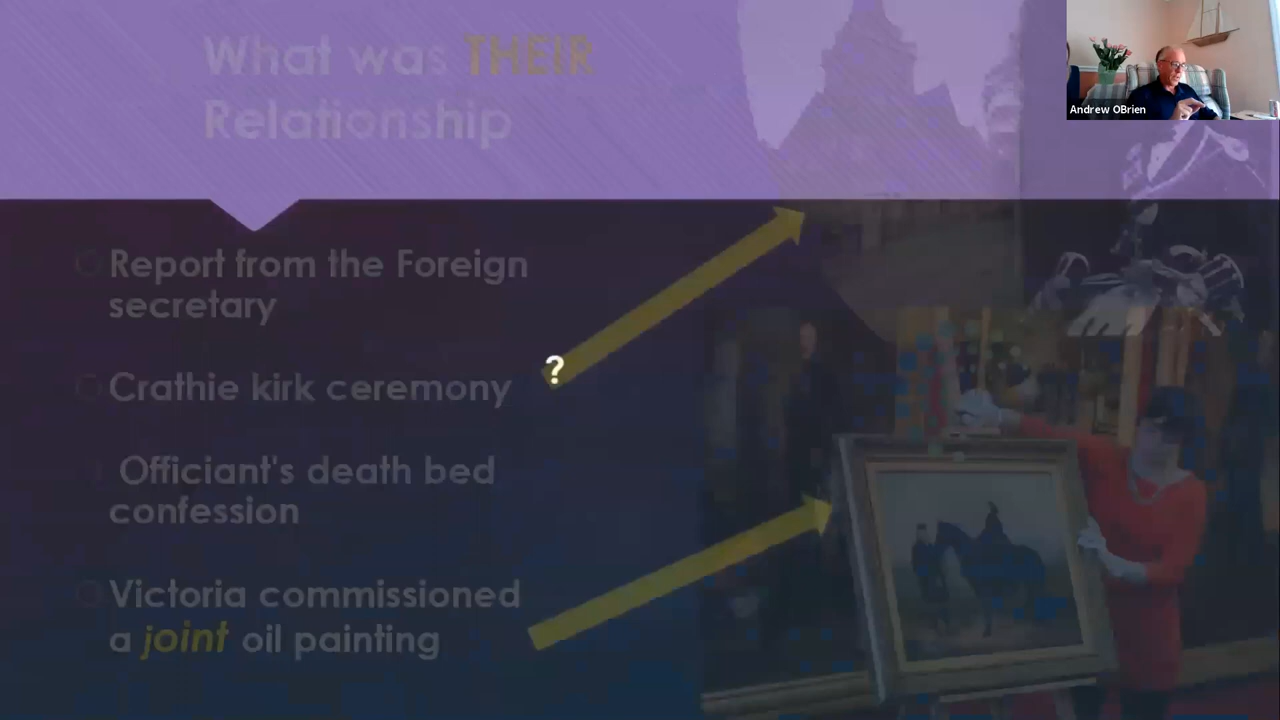 What was THEIR
Relationship
Andrew OBrien
Report from the Foreign
secretary
?
Crathie kirk ceremony
Officiant's death bed
confession
Victoria commissioned
a joint oil painting